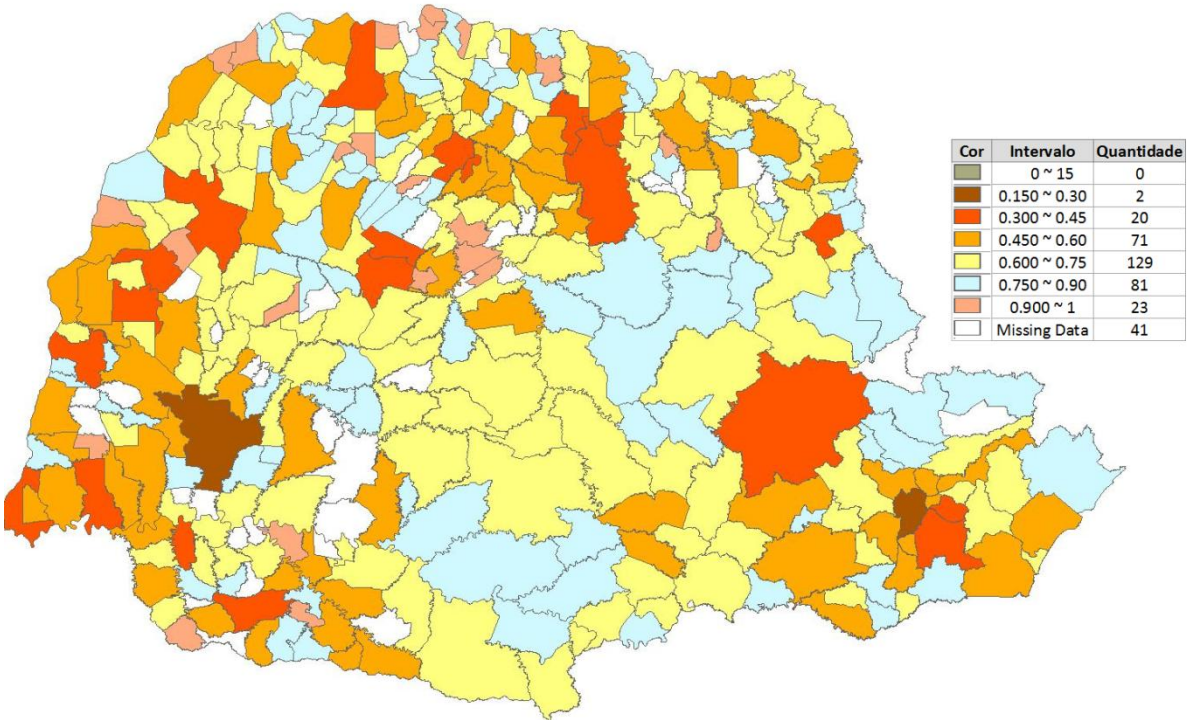 Cor Intervalo Quantidade
0 ~ 15 0
0.150 ~ 0.30 2
0.300 ~ 0.45 20
0.450 ~ 0.60 71
0.600 ~ 0.75 129
0.750 ~ 0.90 81
0.900 ~ 1 23
Missing Data 41